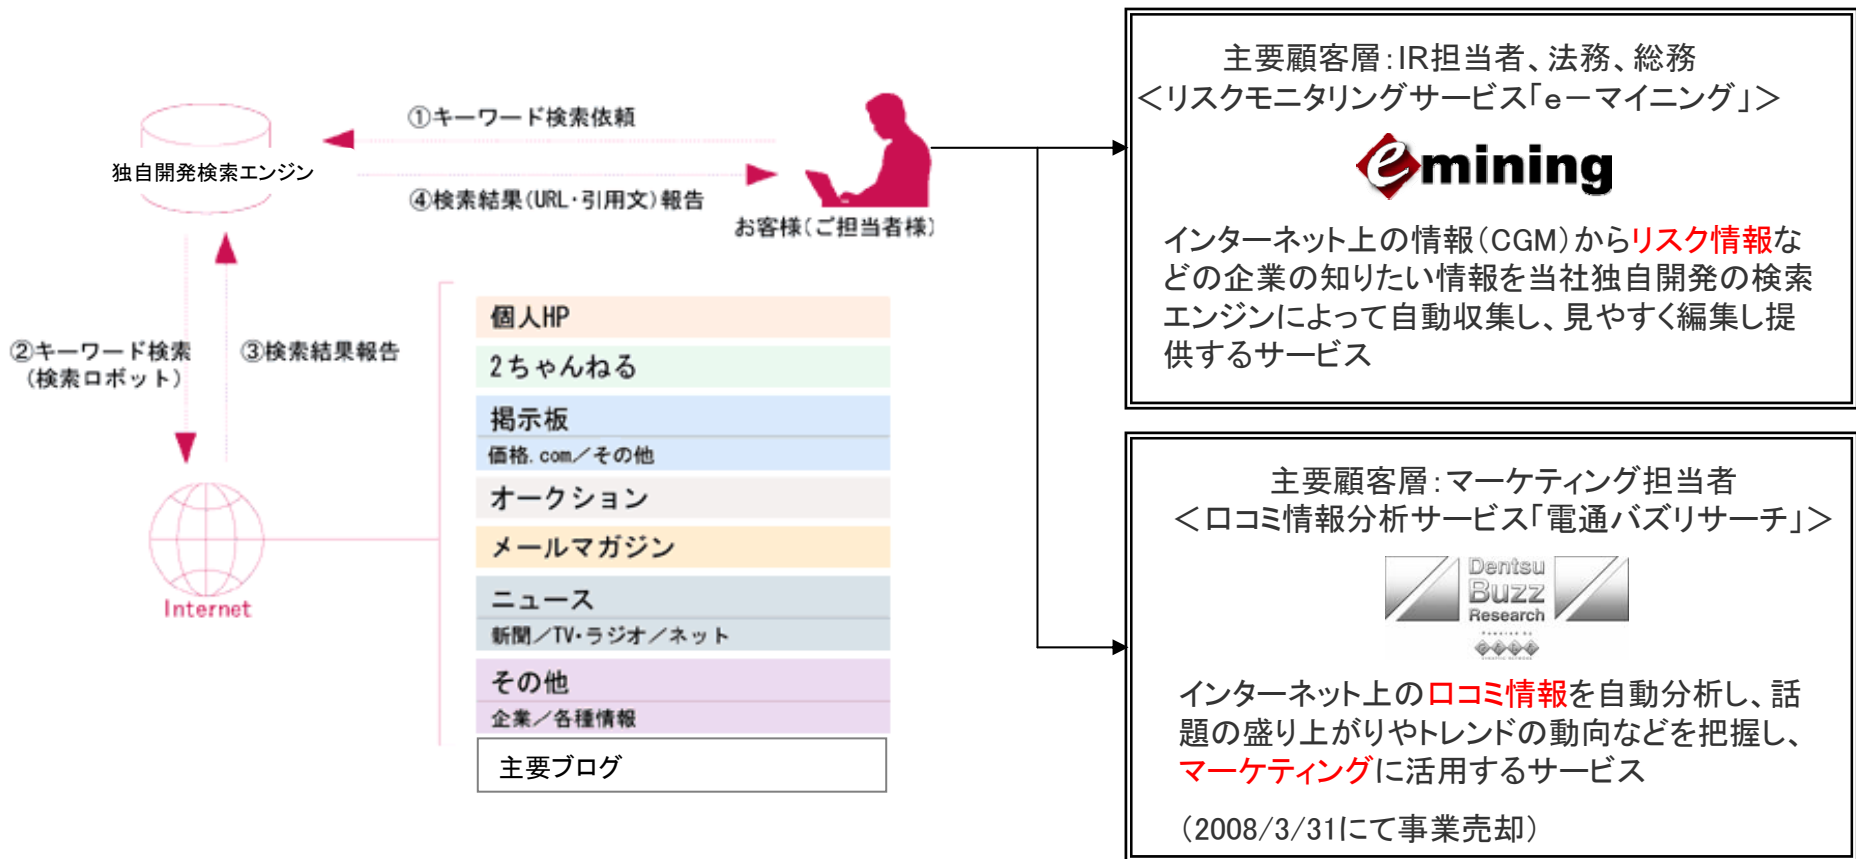 ①キーワード検索依頼
独自開発検索エンジン
④検索結果(URL・引用文)報告
お客様(ご担当者様)
②キーワード検索
(検索ロボット)
③検索結果報告
Internet
個人HP
2ちゃんねる
掲示板
価格.com/その他
オークション
メールマガジン
ニュース
新聞/TV・ラジオ/ネット
その他
企業/各種情報
主要ブログ
主要顧客層:IR担当者、法務、総務
<リスクモニタリングサービス「e-マイニング」>
emining
インターネット上の情報(CGM)からリスク情報な
どの企業の知りたい情報を当社独自開発の検索
エンジンによって自動収集し、見やすく編集し提
供するサービス
主要顧客層:マーケティング担当者
<口コミ情報分析サービス「電通バズリサーチ」>
Dentsu
Buzz
Research
Powered by
インターネット上の口コミ情報を自動分析し、話
題の盛り上がりやトレンドの動向などを把握し、
マーケティングに活用するサービス
(2008/3/31にて事業売却)